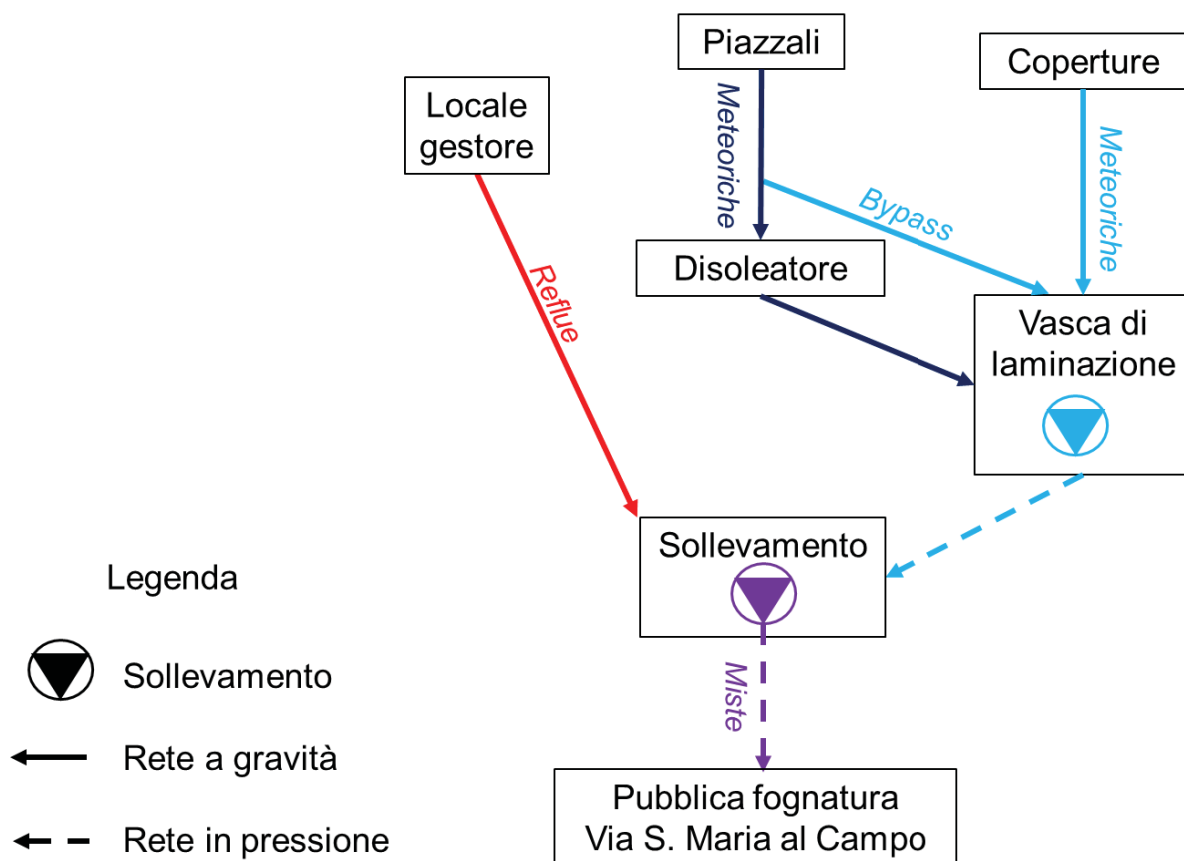 Piazzali
Coperture
Locale
gestore
Meteoriche
Meteoriche
Bypass
Disoleatore
Reflue
Vasca di
laminazione
Sollevamento
Legenda
Sollevamento
Miste
Rete a gravità
Pubblica fognatura
Via S. Maria al Campo
Rete in pressione